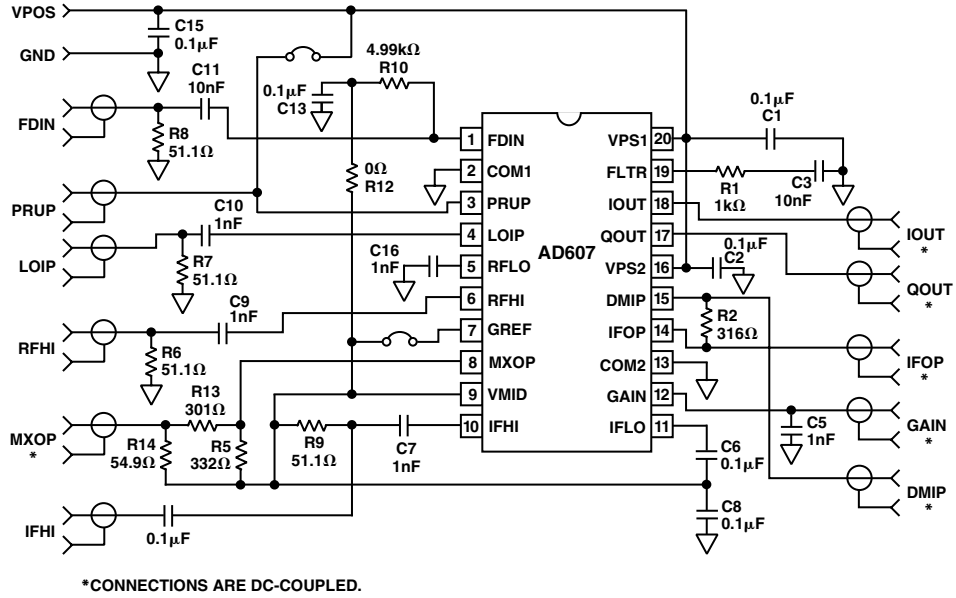 VPOS
C15
0.1µF
GND
4.99kΩ
R10
C11
10nF
0.1µF
C13
FDIN
R8
51.1Ω
0Ω
R12
PRUP
C10
1nF
LOIP
R7
51.1Ω
C16
1nF
C9
1nF
RFHI
R6
51.1Ω
R13
301Ω
MXOP
*
R14
54.9Ω
R5
332Ω
R9
51.1Ω
C7
1nF
IFHI
0.1µF
AD607
1 FDIN
2 COM1
3 PRUP
4 LOIP
5 RFLO
6 RFHI
7 GREF
8 MXOP
9 VMID
10 IFHI
VPS1 20
FLTR 19
IOUT 18
QOUT 17
VPS2 16
DMIP 15
IFOP 14
COM2 13
GAIN 12
IFLO 11
0.1µF
C1
R1
1kΩ
C3
10nF
0.1µF
C2
R2
316Ω
IOUT
*
QOUT
*
IFOP
*
GAIN
*
C5
1nF
DMIP
*
C6
0.1µF
C8
0.1µF
*CONNECTIONS ARE DC-COUPLED.